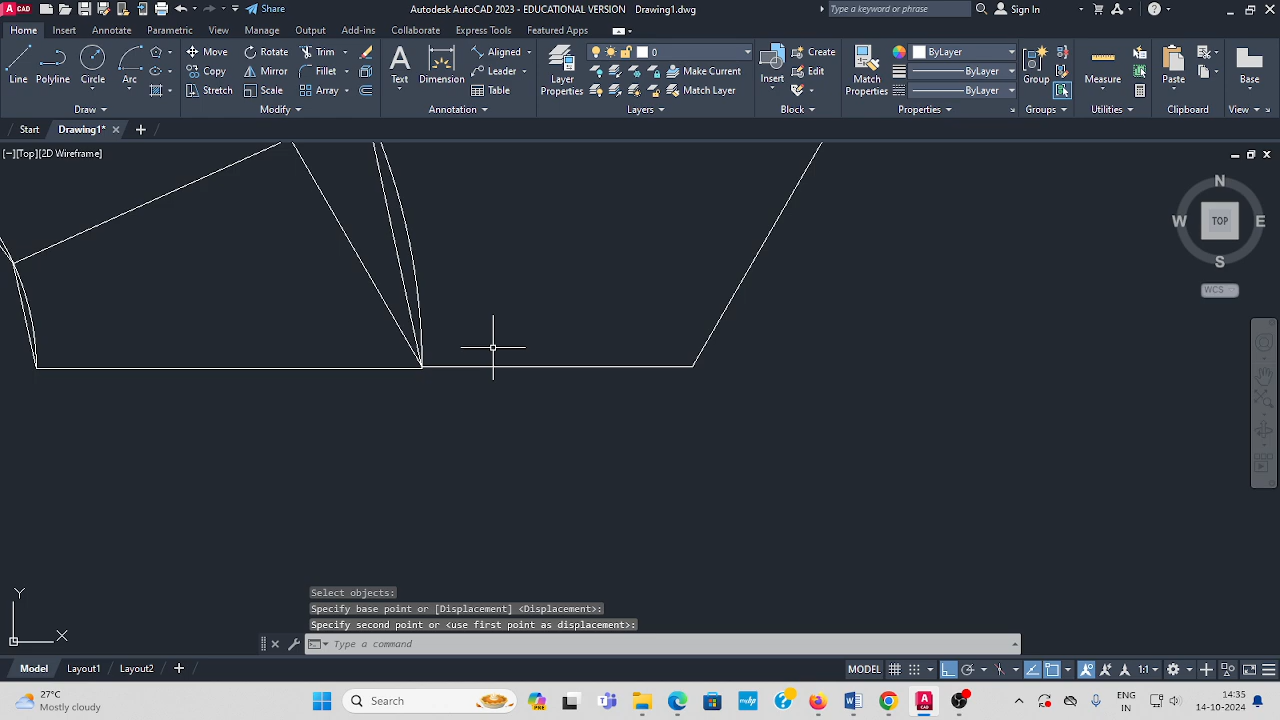 CAD Share Autodesk AutoCAD 2023 - EDUCATIONAL VERSION Drawing1.dwg Type a keyword or phrase Sign In
Home Insert Annotate Parametric View Manage Output Add-ins Collaborate Express Tools Featured Apps
Line Polyline Circle Arc Move Rotate Trim Text Dimension Aligned Layer Properties 0 Insert Create Match Properties ByLayer Group Measure Paste Base
Copy Mirror Fillet Leader Make Current Edit ByLayer
Stretch Scale Array Table Match Layer ByLayer
Draw Modify Annotation Layers Block Properties Groups Utilities Clipboard View
Start Drawing1*
[−][Top][2D Wireframe]
N
W TOP E
S
WCS
Y
X
Select objects:
Specify base point or [Displacement] <Displacement>:
Specify second point or <use first point as displacement>:
Type a command
Model Layout1 Layout2 MODEL 1:1
27°C
Mostly cloudy
Search
ENG
IN
14:35
14-10-2024